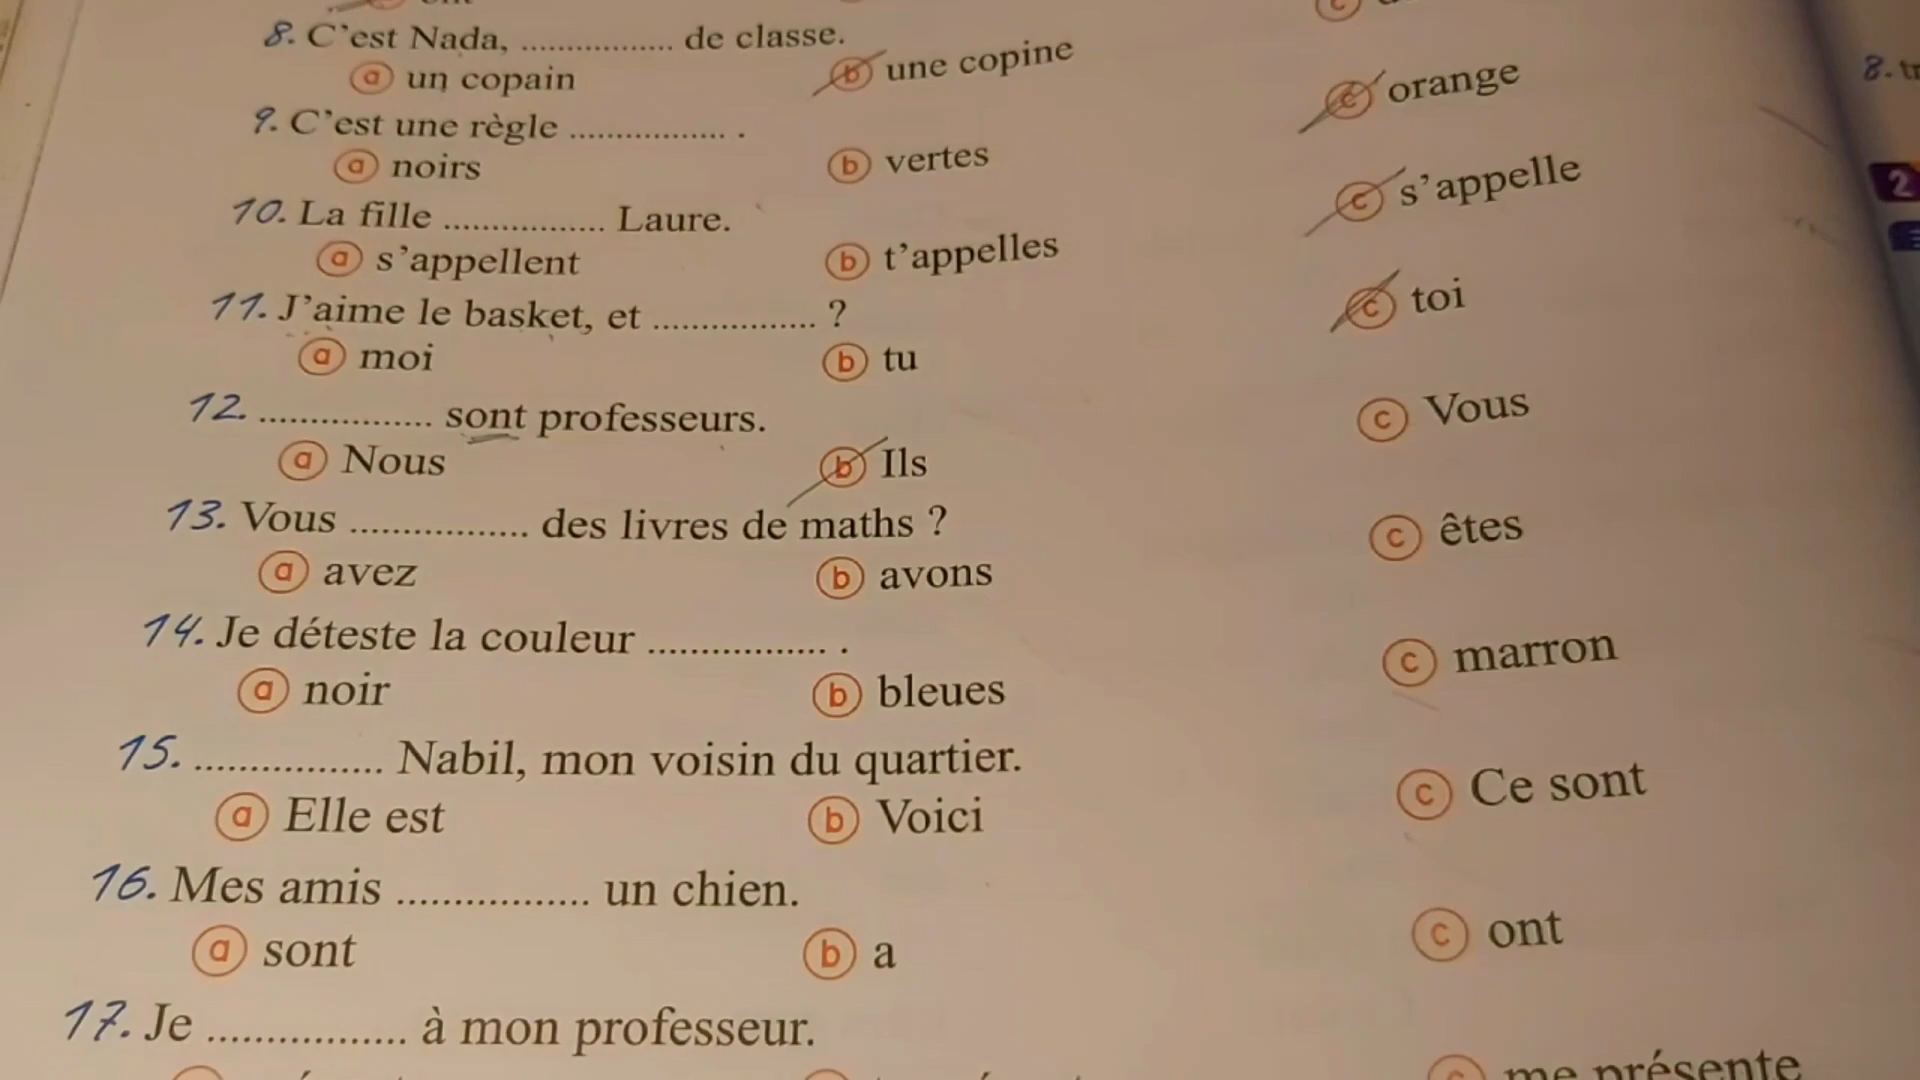 8. C'est Nada, ................. de classe.
a un copain b une copine
9. C'est une règle ................. .
a noirs b vertes c orange
10. La fille ................. Laure.
a s'appellent b t'appelles c s'appelle
11. J'aime le basket, et ................. ?
a moi b tu c toi
12. ................. sont professeurs.
a Nous b Ils c Vous
13. Vous ................. des livres de maths ?
a avez b avons c êtes
14. Je déteste la couleur ................. .
a noir b bleues c marron
15. ................. Nabil, mon voisin du quartier.
a Elle est b Voici c Ce sont
16. Mes amis ................. un chien.
a sont b a c ont
17. Je ................. à mon professeur.
c me présente
8.
2